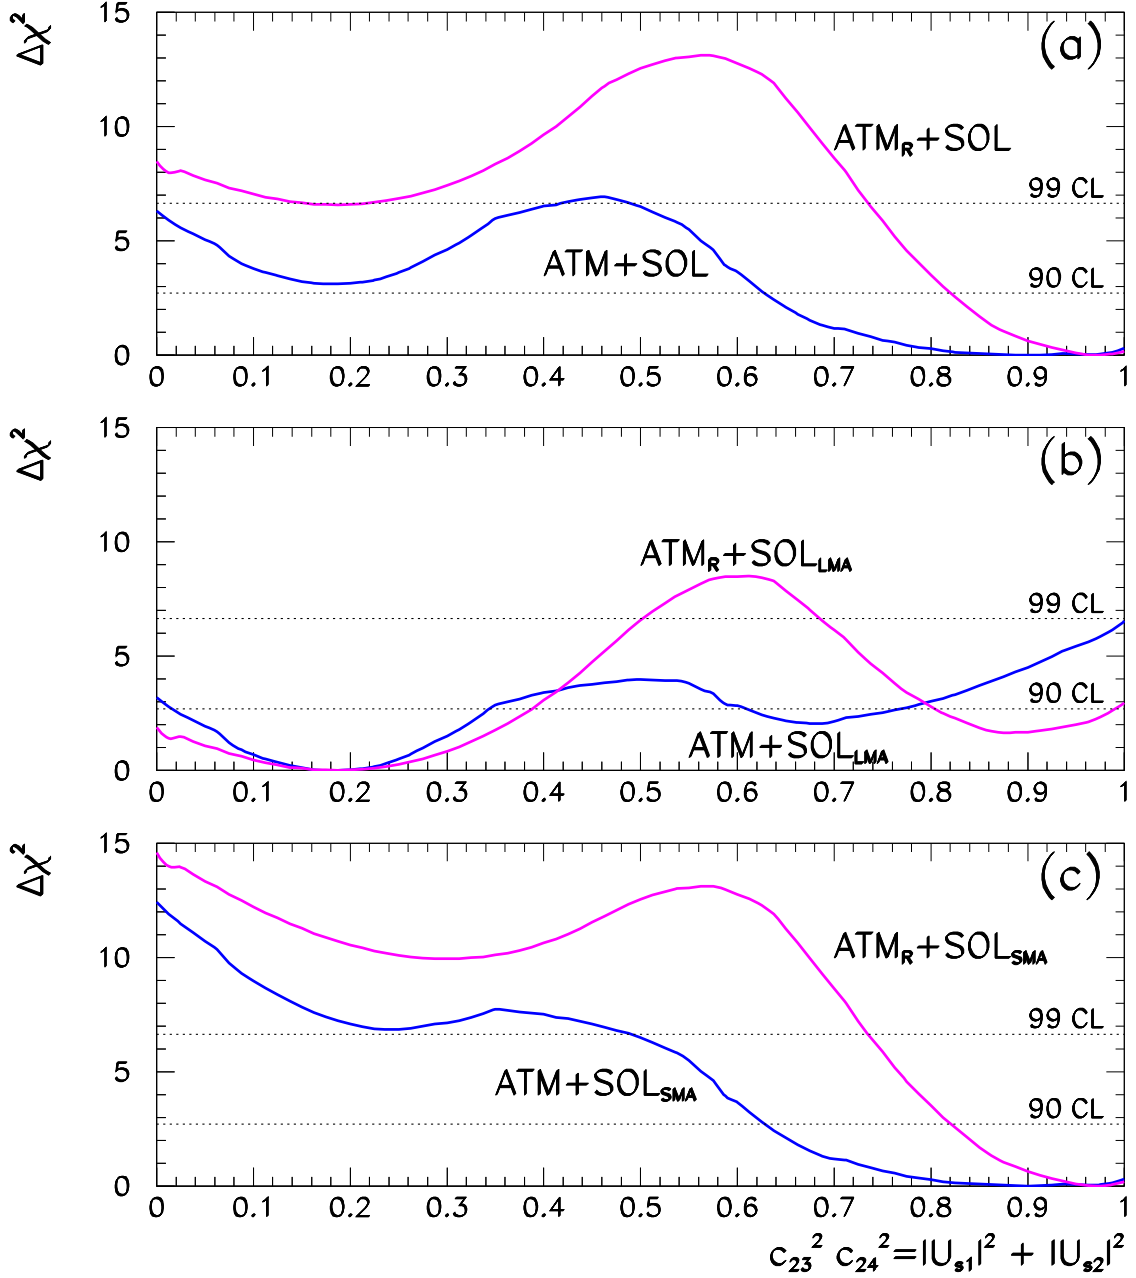 Δχ²
15
(a)
ATM_R+SOL
10
99 CL
ATM+SOL
5
90 CL
0
0 0.1 0.2 0.3 0.4 0.5 0.6 0.7 0.8 0.9 1
Δχ²
15
(b)
ATM_R+SOL_LMA
10
99 CL
5
90 CL
ATM+SOL_LMA
0
0 0.1 0.2 0.3 0.4 0.5 0.6 0.7 0.8 0.9 1
Δχ²
15
(c)
ATM_R+SOL_SMA
10
99 CL
ATM+SOL_SMA
5
90 CL
0
0 0.1 0.2 0.3 0.4 0.5 0.6 0.7 0.8 0.9 1
c₂₃² c₂₄²=|U_s1|² + |U_s2|²